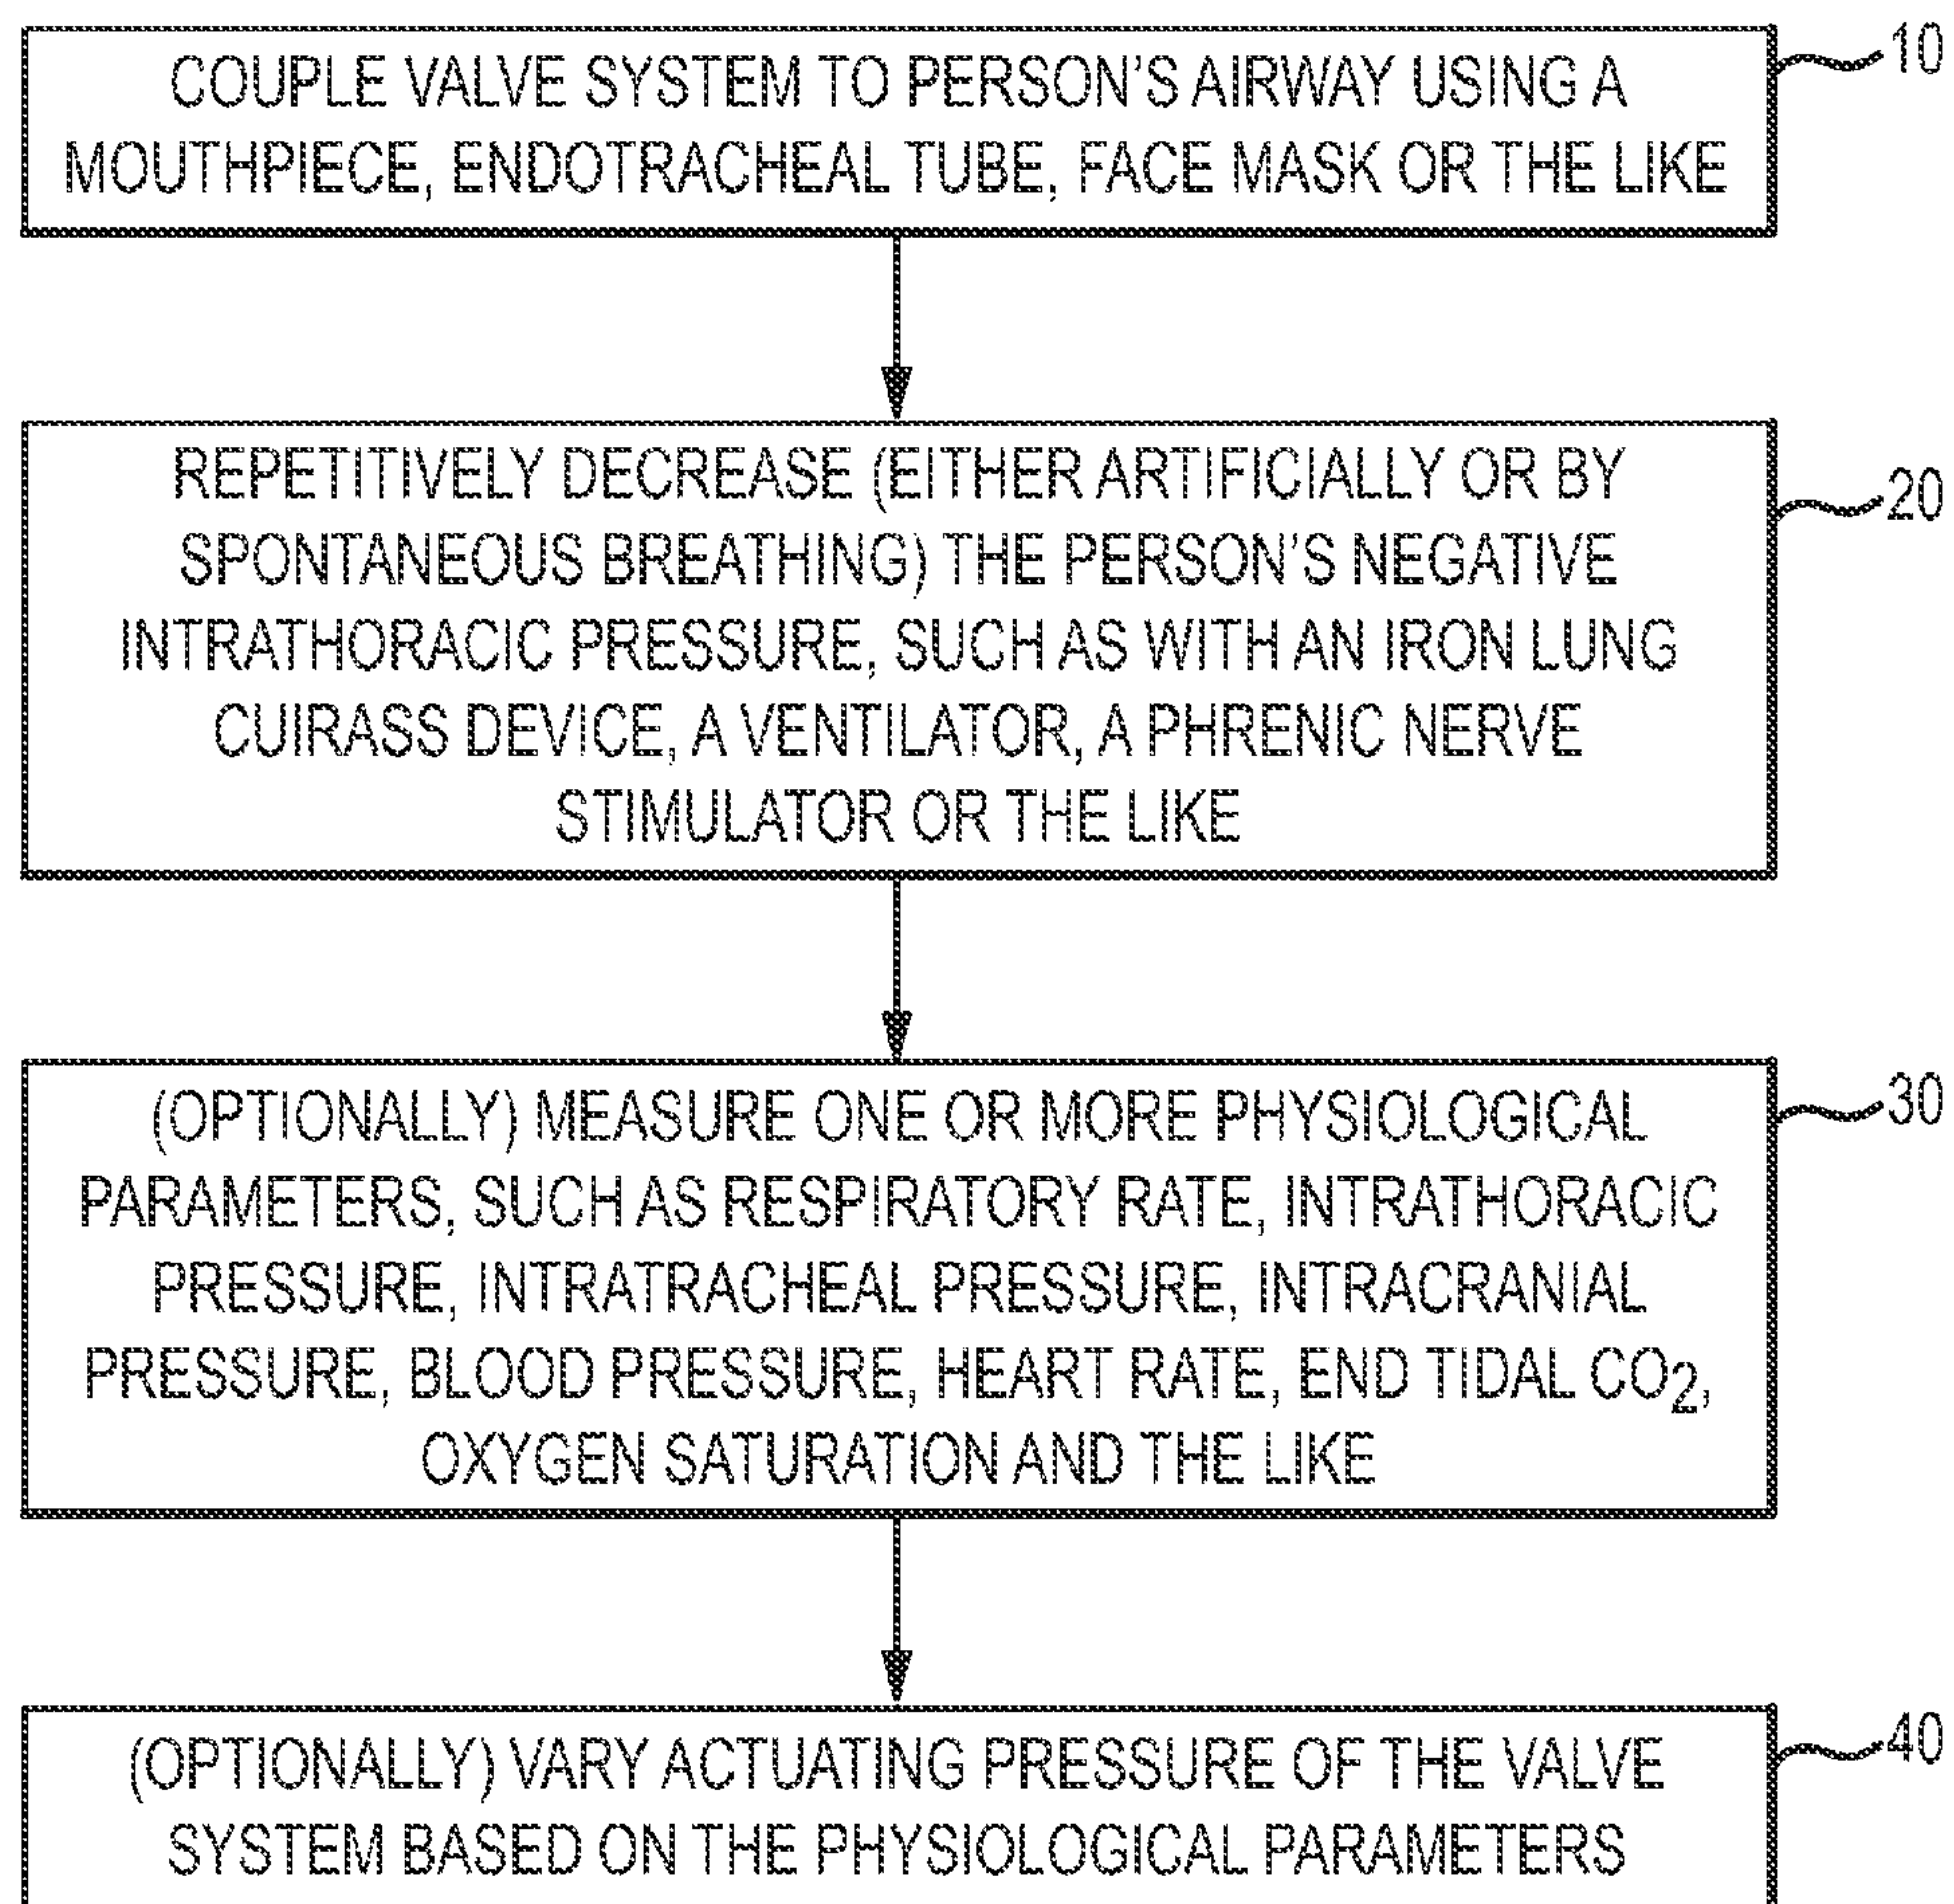 COUPLE VALVE SYSTEM TO PERSON'S AIRWAY USING A
MOUTHPIECE, ENDOTRACHEAL TUBE, FACE MASK OR THE LIKE
10
REPETITIVELY DECREASE (EITHER ARTIFICIALLY OR BY
SPONTANEOUS BREATHING) THE PERSON'S NEGATIVE
INTRATHORACIC PRESSURE, SUCH AS WITH AN IRON LUNG
CUIRASS DEVICE, A VENTILATOR, A PHRENIC NERVE
STIMULATOR OR THE LIKE
20
(OPTIONALLY) MEASURE ONE OR MORE PHYSIOLOGICAL
PARAMETERS, SUCH AS RESPIRATORY RATE, INTRATHORACIC
PRESSURE, INTRATRACHEAL PRESSURE, INTRACRANIAL
PRESSURE, BLOOD PRESSURE, HEART RATE, END TIDAL CO₂,
OXYGEN SATURATION AND THE LIKE
30
(OPTIONALLY) VARY ACTUATING PRESSURE OF THE VALVE
SYSTEM BASED ON THE PHYSIOLOGICAL PARAMETERS
40